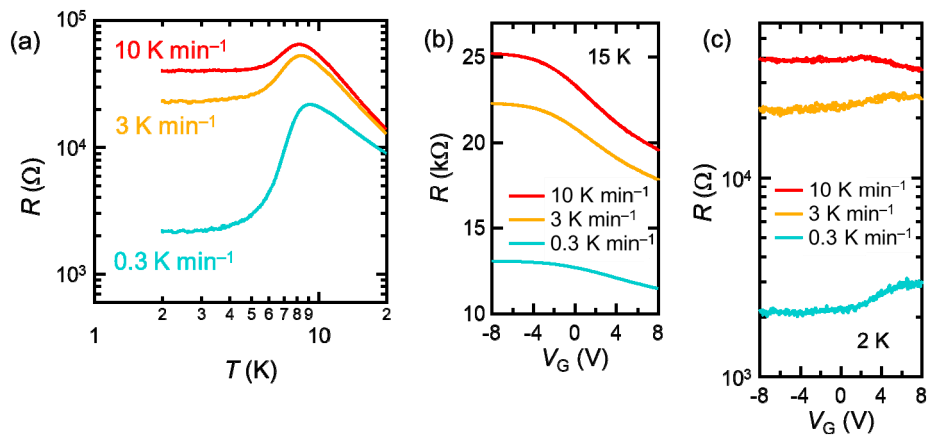 (a)
10⁵
10⁴
10³
R (Ω)
10 K min⁻¹
3 K min⁻¹
0.3 K min⁻¹
1
2
3
4
5
6
7
8
9
10
2
T (K)
(b)
25
20
15
10
R (kΩ)
15 K
10 K min⁻¹
3 K min⁻¹
0.3 K min⁻¹
-8
-4
0
4
8
V_G (V)
(c)
10⁴
10³
R (Ω)
10 K min⁻¹
3 K min⁻¹
0.3 K min⁻¹
2 K
-8
-4
0
4
8
V_G (V)